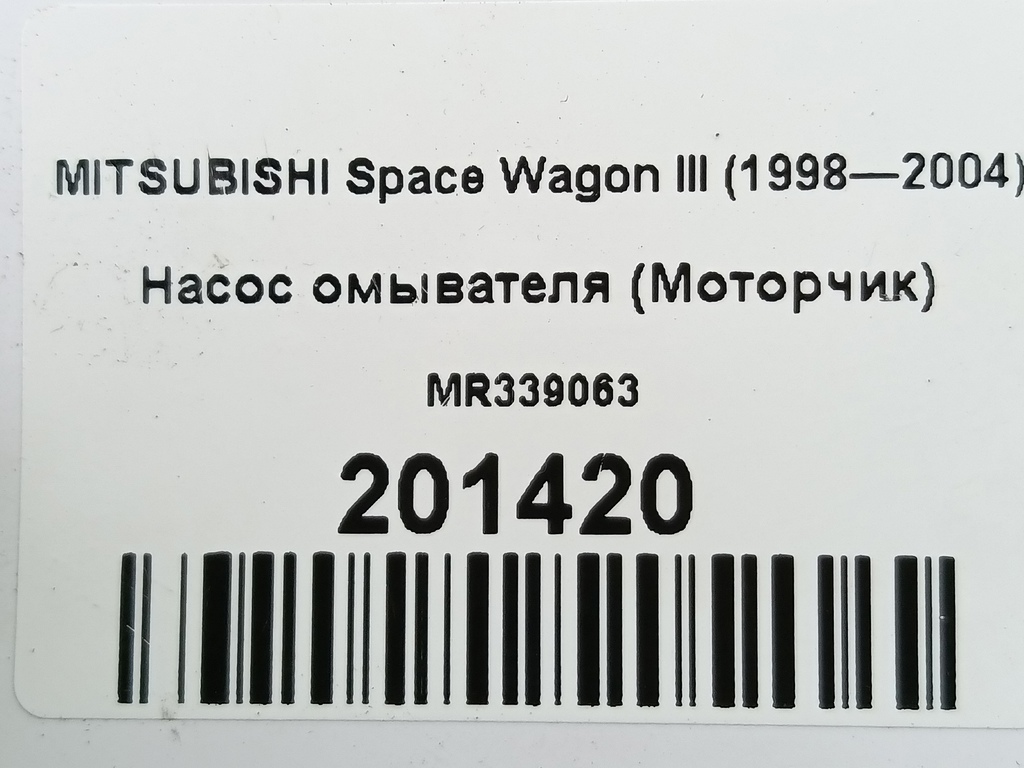 MITSUBISHI Space Wagon III (1998—2004)
Насос омывателя (Моторчик)
MR339063
201420